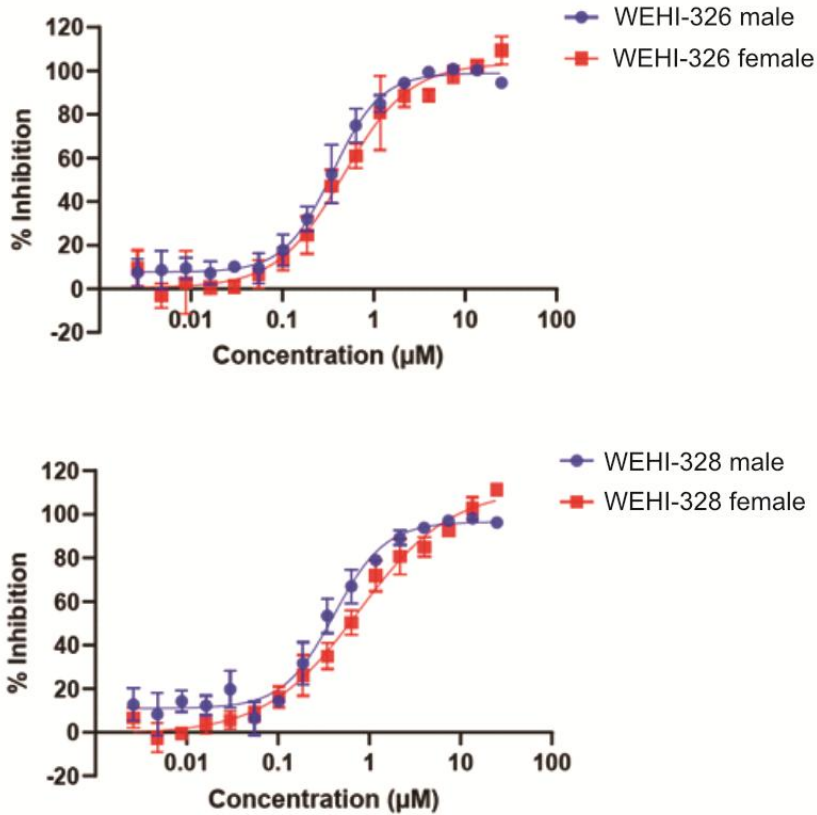 WEHI-326 male
WEHI-326 female
120
100
80
60
40
20
0
-20
% Inhibition
0.01 0.1 1 10 100
Concentration (µM)
WEHI-328 male
WEHI-328 female
120
100
80
60
40
20
0
-20
% Inhibition
0.01 0.1 1 10 100
Concentration (µM)